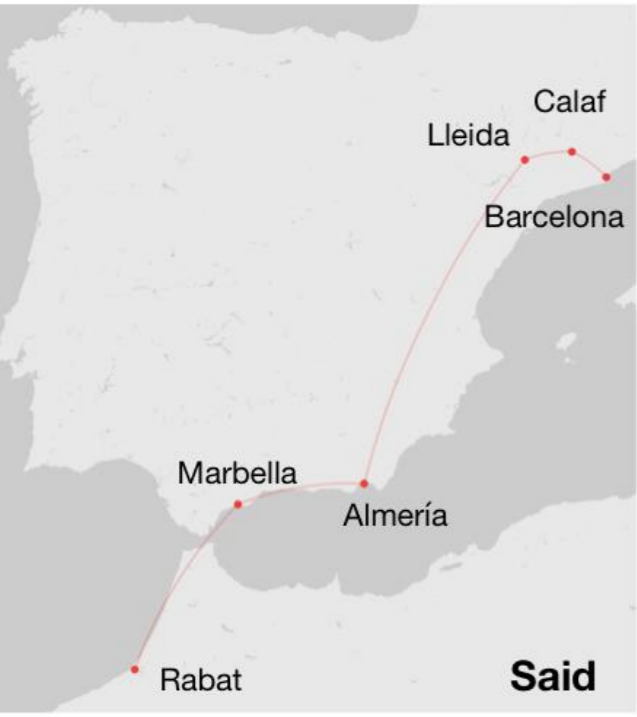 Calaf
Lleida
Barcelona
Marbella
Almería
Rabat
Said